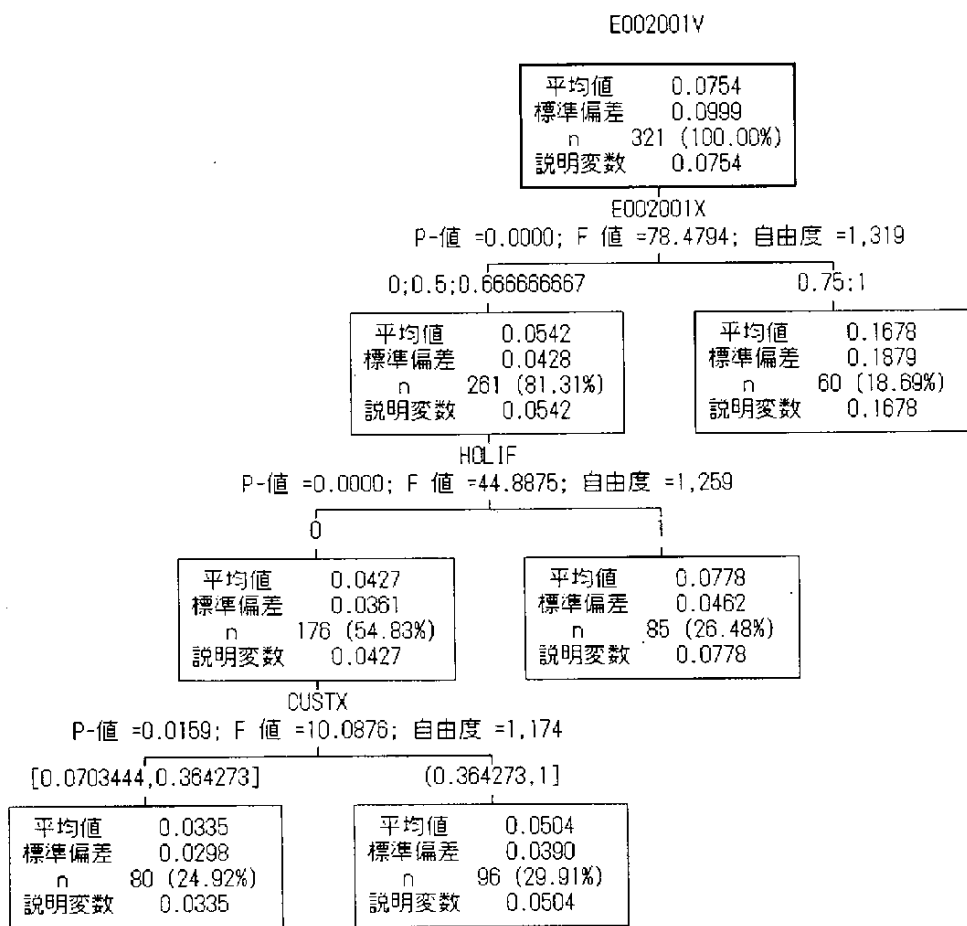 E002001V
平均値 0.0754
標準偏差 0.0999
n 321 (100.00%)
説明変数 0.0754
E002001X
P-値 =0.0000; F 値 =78.4794; 自由度 =1,319
0;0.5;0.666666667
0.75;1
平均値 0.0542
標準偏差 0.0428
n 261 (81.31%)
説明変数 0.0542
平均値 0.1678
標準偏差 0.1879
n 60 (18.69%)
説明変数 0.1678
HOLIF
P-値 =0.0000; F 値 =44.8875; 自由度 =1,259
0
1
平均値 0.0427
標準偏差 0.0361
n 176 (54.83%)
説明変数 0.0427
平均値 0.0778
標準偏差 0.0462
n 85 (26.48%)
説明変数 0.0778
CUSTX
P-値 =0.0159; F 値 =10.0876; 自由度 =1,174
[0.0703444,0.364273]
(0.364273,1]
平均値 0.0335
標準偏差 0.0298
n 80 (24.92%)
説明変数 0.0335
平均値 0.0504
標準偏差 0.0390
n 96 (29.91%)
説明変数 0.0504